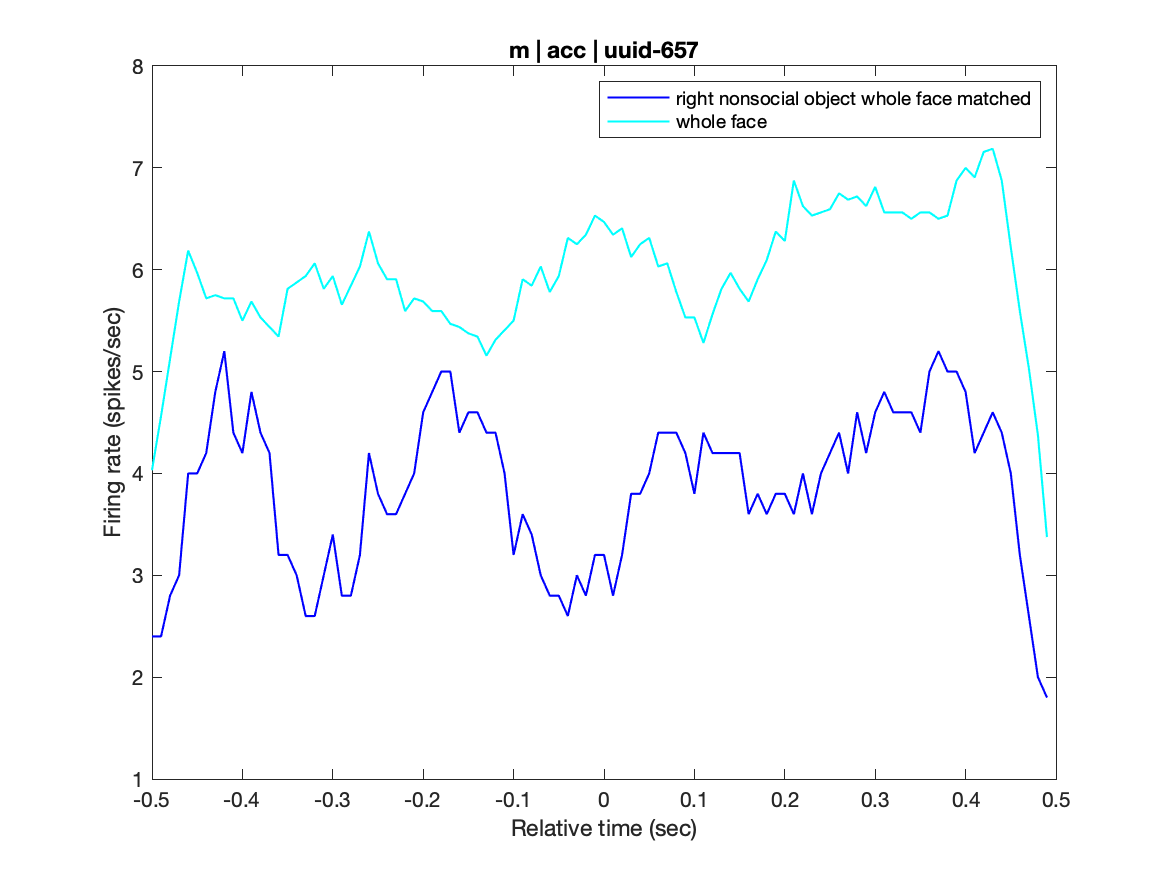 m | acc | uuid-657
8
right nonsocial object whole face matched
whole face
7
6
5
4
3
2
1
Firing rate (spikes/sec)
-0.5 -0.4 -0.3 -0.2 -0.1 0 0.1 0.2 0.3 0.4 0.5
Relative time (sec)